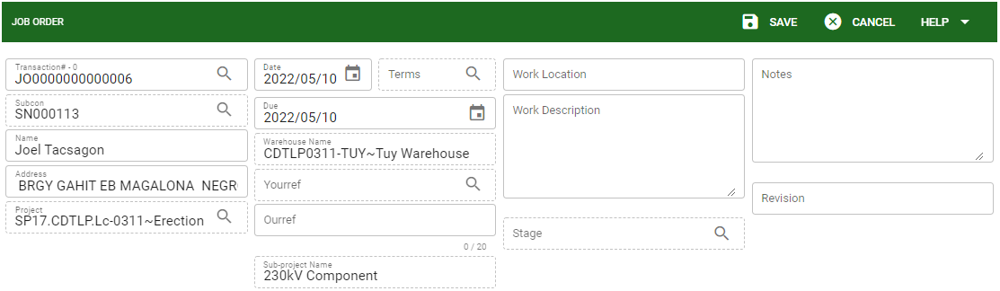 JOB ORDER
SAVE
CANCEL
HELP
Transaction# - 0
JO0000000000006
Subcon
SN000113
Name
Joel Tacsagon
Address
BRGY GAHIT EB MAGALONA NEGR
Project
SP17.CDTLP.Lc-0311~Erection
Date
2022/05/10
Terms
Due
2022/05/10
Warehouse Name
CDTLP0311-TUY~Tuy Warehouse
Yourref
Ourref
0 / 20
Sub-project Name
230kV Component
Work Location
Work Description
Stage
Notes
Revision